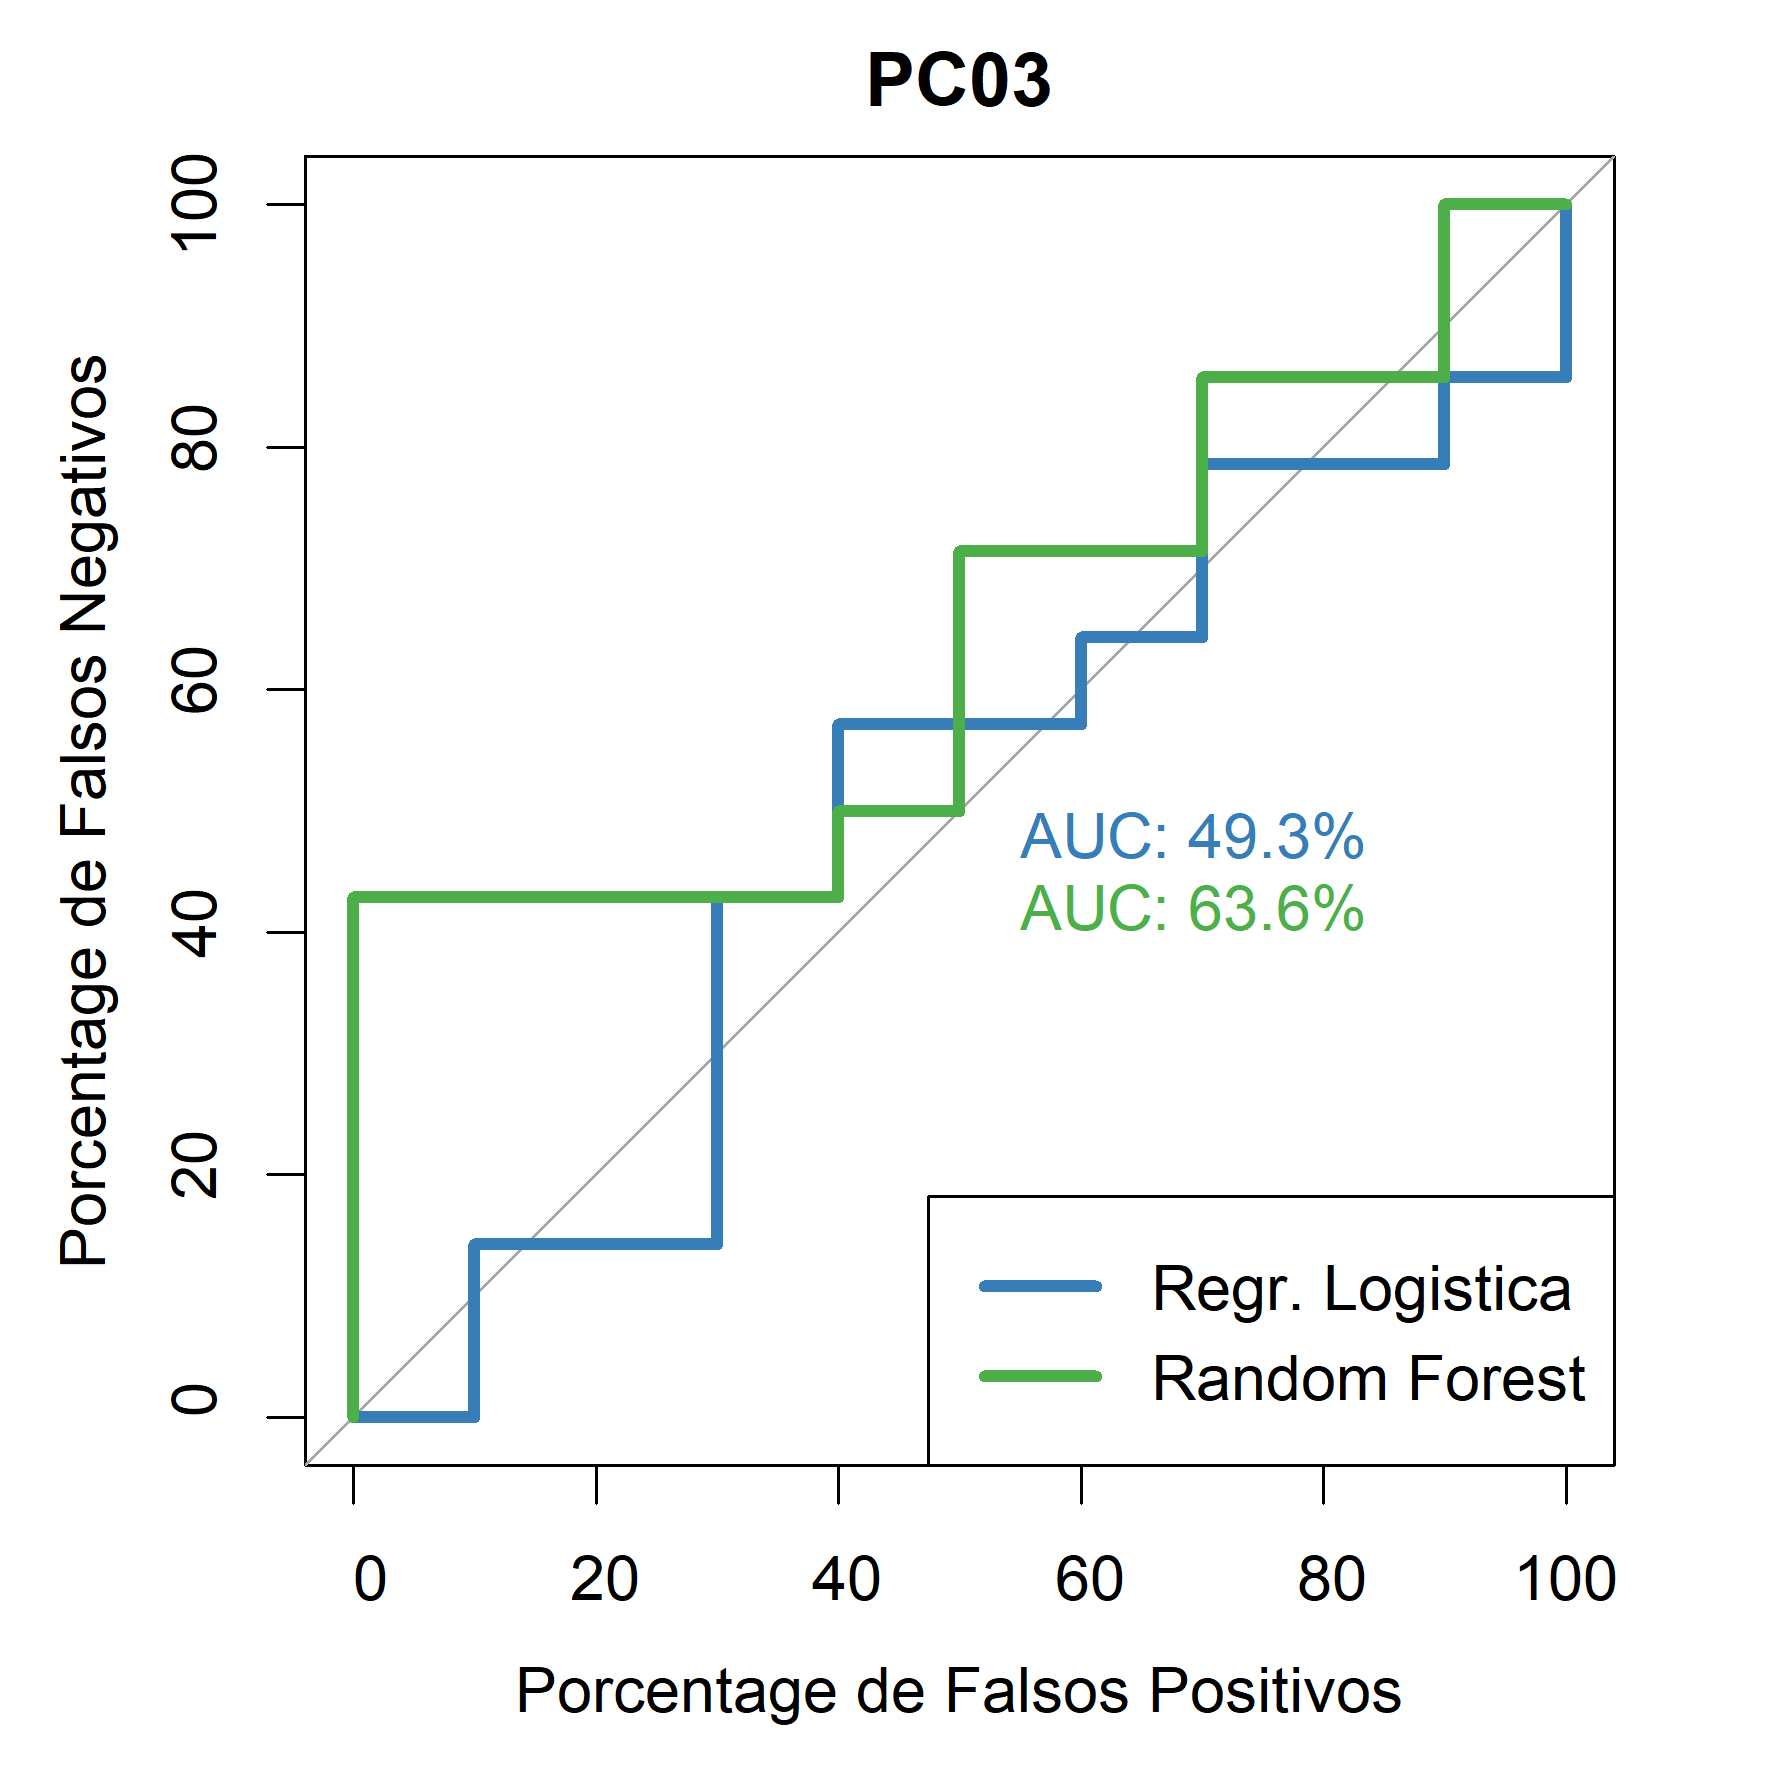 PC03
Porcentage de Falsos Negativos
100
80
60
40
20
0
AUC: 49.3%
AUC: 63.6%
Regr. Logistica
Random Forest
0 20 40 60 80 100
Porcentage de Falsos Positivos